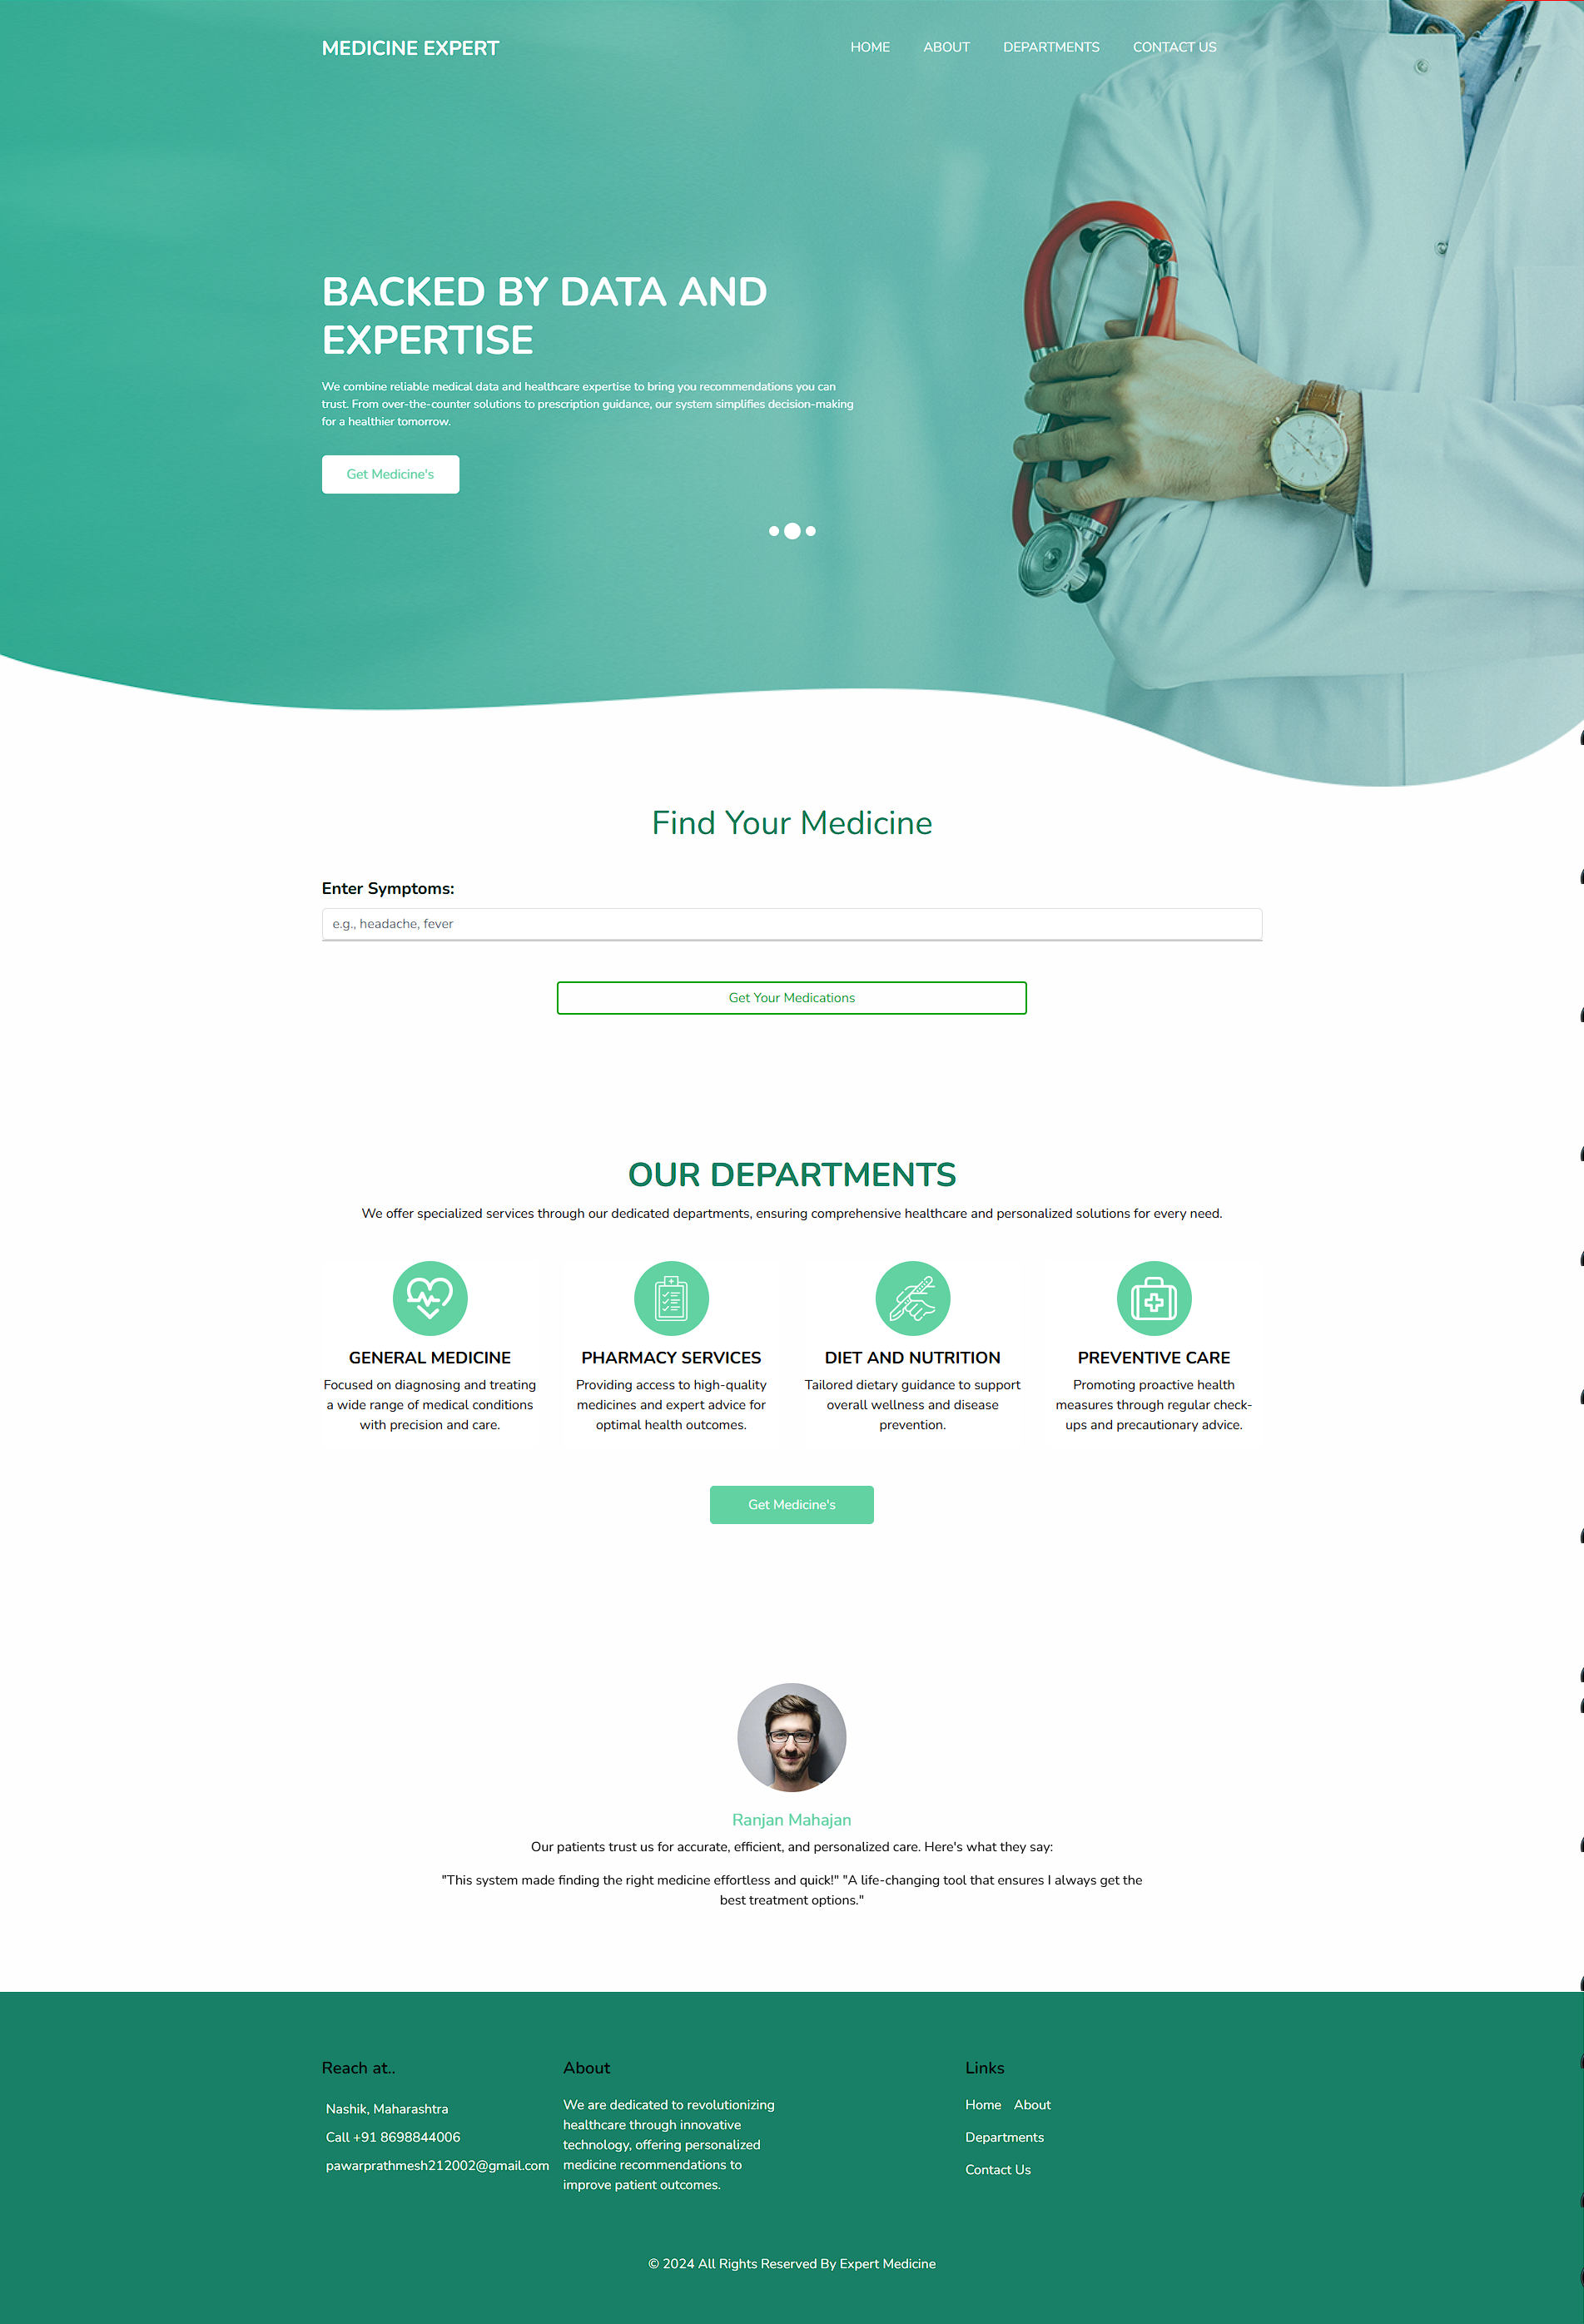 MEDICINE EXPERT
HOME ABOUT DEPARTMENTS CONTACT US
BACKED BY DATA AND
EXPERTISE
We combine reliable medical data and healthcare expertise to bring you recommendations you can
trust. From over-the-counter solutions to prescription guidance, our system simplifies decision-making
for a healthier tomorrow.
Get Medicine's
Find Your Medicine
Enter Symptoms:
e.g., headache, fever
Get Your Medications
OUR DEPARTMENTS
We offer specialized services through our dedicated departments, ensuring comprehensive healthcare and personalized solutions for every need.
GENERAL MEDICINE
Focused on diagnosing and treating
a wide range of medical conditions
with precision and care.
PHARMACY SERVICES
Providing access to high-quality
medicines and expert advice for
optimal health outcomes.
DIET AND NUTRITION
Tailored dietary guidance to support
overall wellness and disease
prevention.
PREVENTIVE CARE
Promoting proactive health
measures through regular check-
ups and precautionary advice.
Get Medicine's
Ranjan Mahajan
Our patients trust us for accurate, efficient, and personalized care. Here's what they say:
"This system made finding the right medicine effortless and quick!" "A life-changing tool that ensures I always get the
best treatment options."
Reach at..
Nashik, Maharashtra
Call +91 8698844006
pawarprathmesh212002@gmail.com
About
We are dedicated to revolutionizing
healthcare through innovative
technology, offering personalized
medicine recommendations to
improve patient outcomes.
Links
Home About
Departments
Contact Us
© 2024 All Rights Reserved By Expert Medicine